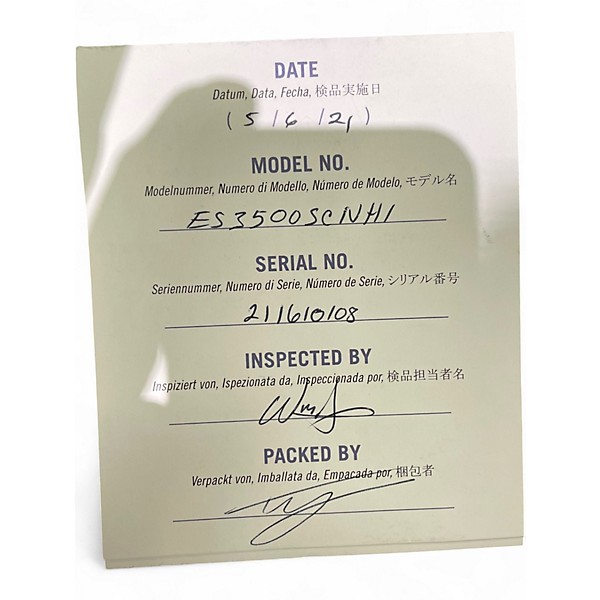 DATE
Datum, Data, Fecha, 検品実施日
( 5 / 6 / 21 )
MODEL NO.
Modelnummer, Numero di Modello, Número de Modelo, モデル名
ES3500SCNH1
SERIAL NO.
Seriennummer, Numero di Serie, Número de Serie, シリアル番号
211610108
INSPECTED BY
Inspiziert von, Ispezionata da, Inspeccionada por, 検品担当者名
PACKED BY
Verpackt von, Imballata da, Empacada por, 梱包者